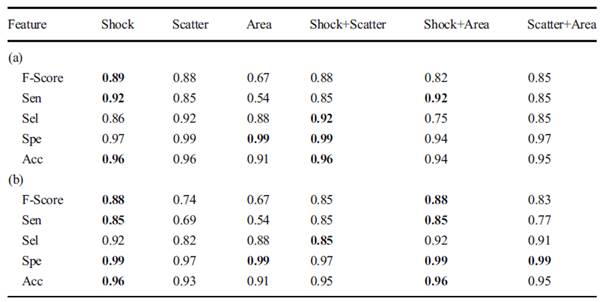 Feature Shock Scatter Area Shock+Scatter Shock+Area Scatter+Area
(a)
F-Score 0.89 0.88 0.67 0.88 0.82 0.85
Sen 0.92 0.85 0.54 0.85 0.92 0.85
Sel 0.86 0.92 0.88 0.92 0.75 0.85
Spe 0.97 0.99 0.99 0.99 0.94 0.97
Acc 0.96 0.96 0.91 0.96 0.94 0.95
(b)
F-Score 0.88 0.74 0.67 0.85 0.88 0.83
Sen 0.85 0.69 0.54 0.85 0.85 0.77
Sel 0.92 0.82 0.88 0.85 0.92 0.91
Spe 0.99 0.97 0.99 0.97 0.99 0.99
Acc 0.96 0.93 0.91 0.95 0.96 0.95